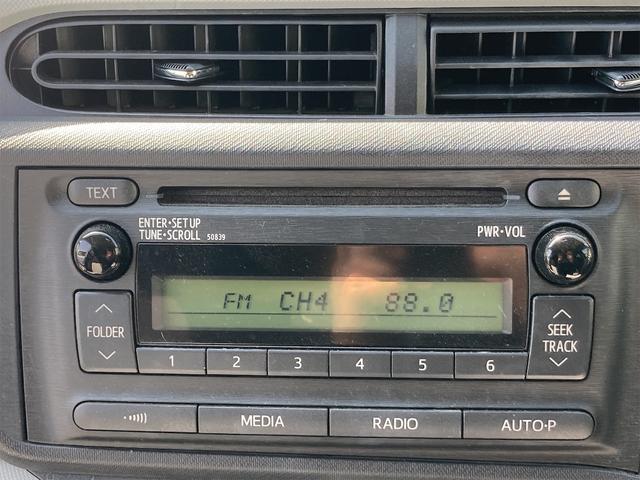 TEXT
ENTER·SETUP
TUNE·SCROLL 50839
PWR·VOL
FM CH4 88.0
FOLDER
SEEK
TRACK
1 2 3 4 5 6
MEDIA RADIO AUTO·P